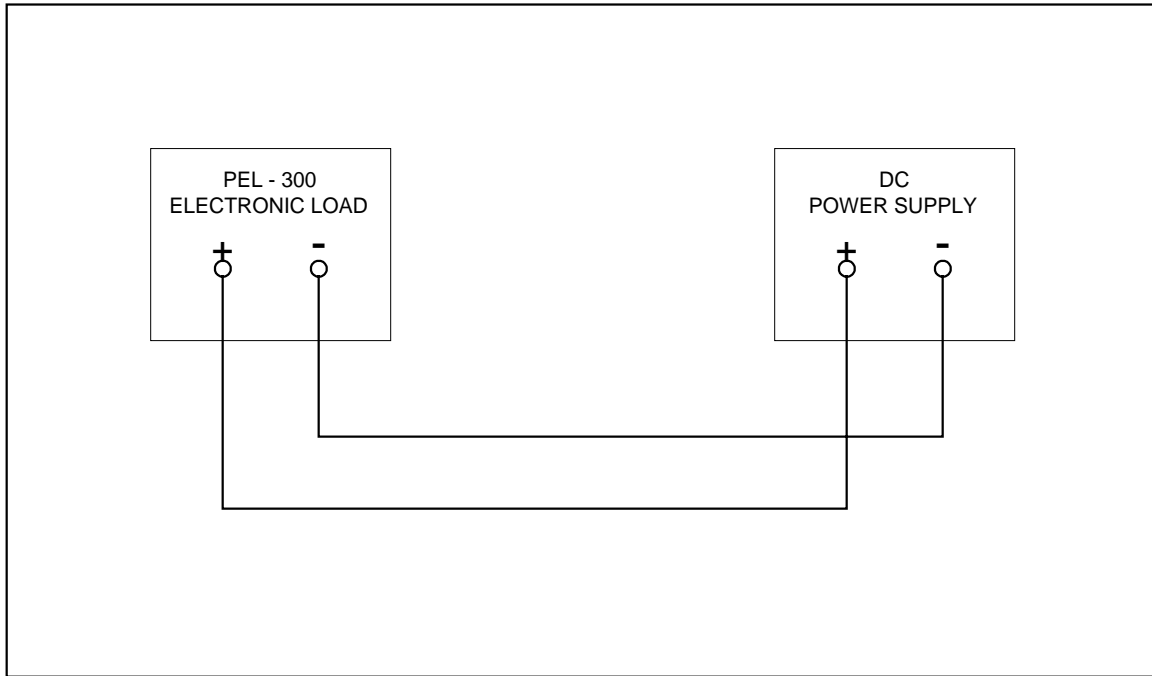 PEL - 300
ELECTRONIC LOAD
+ -
DC
POWER SUPPLY
+ -